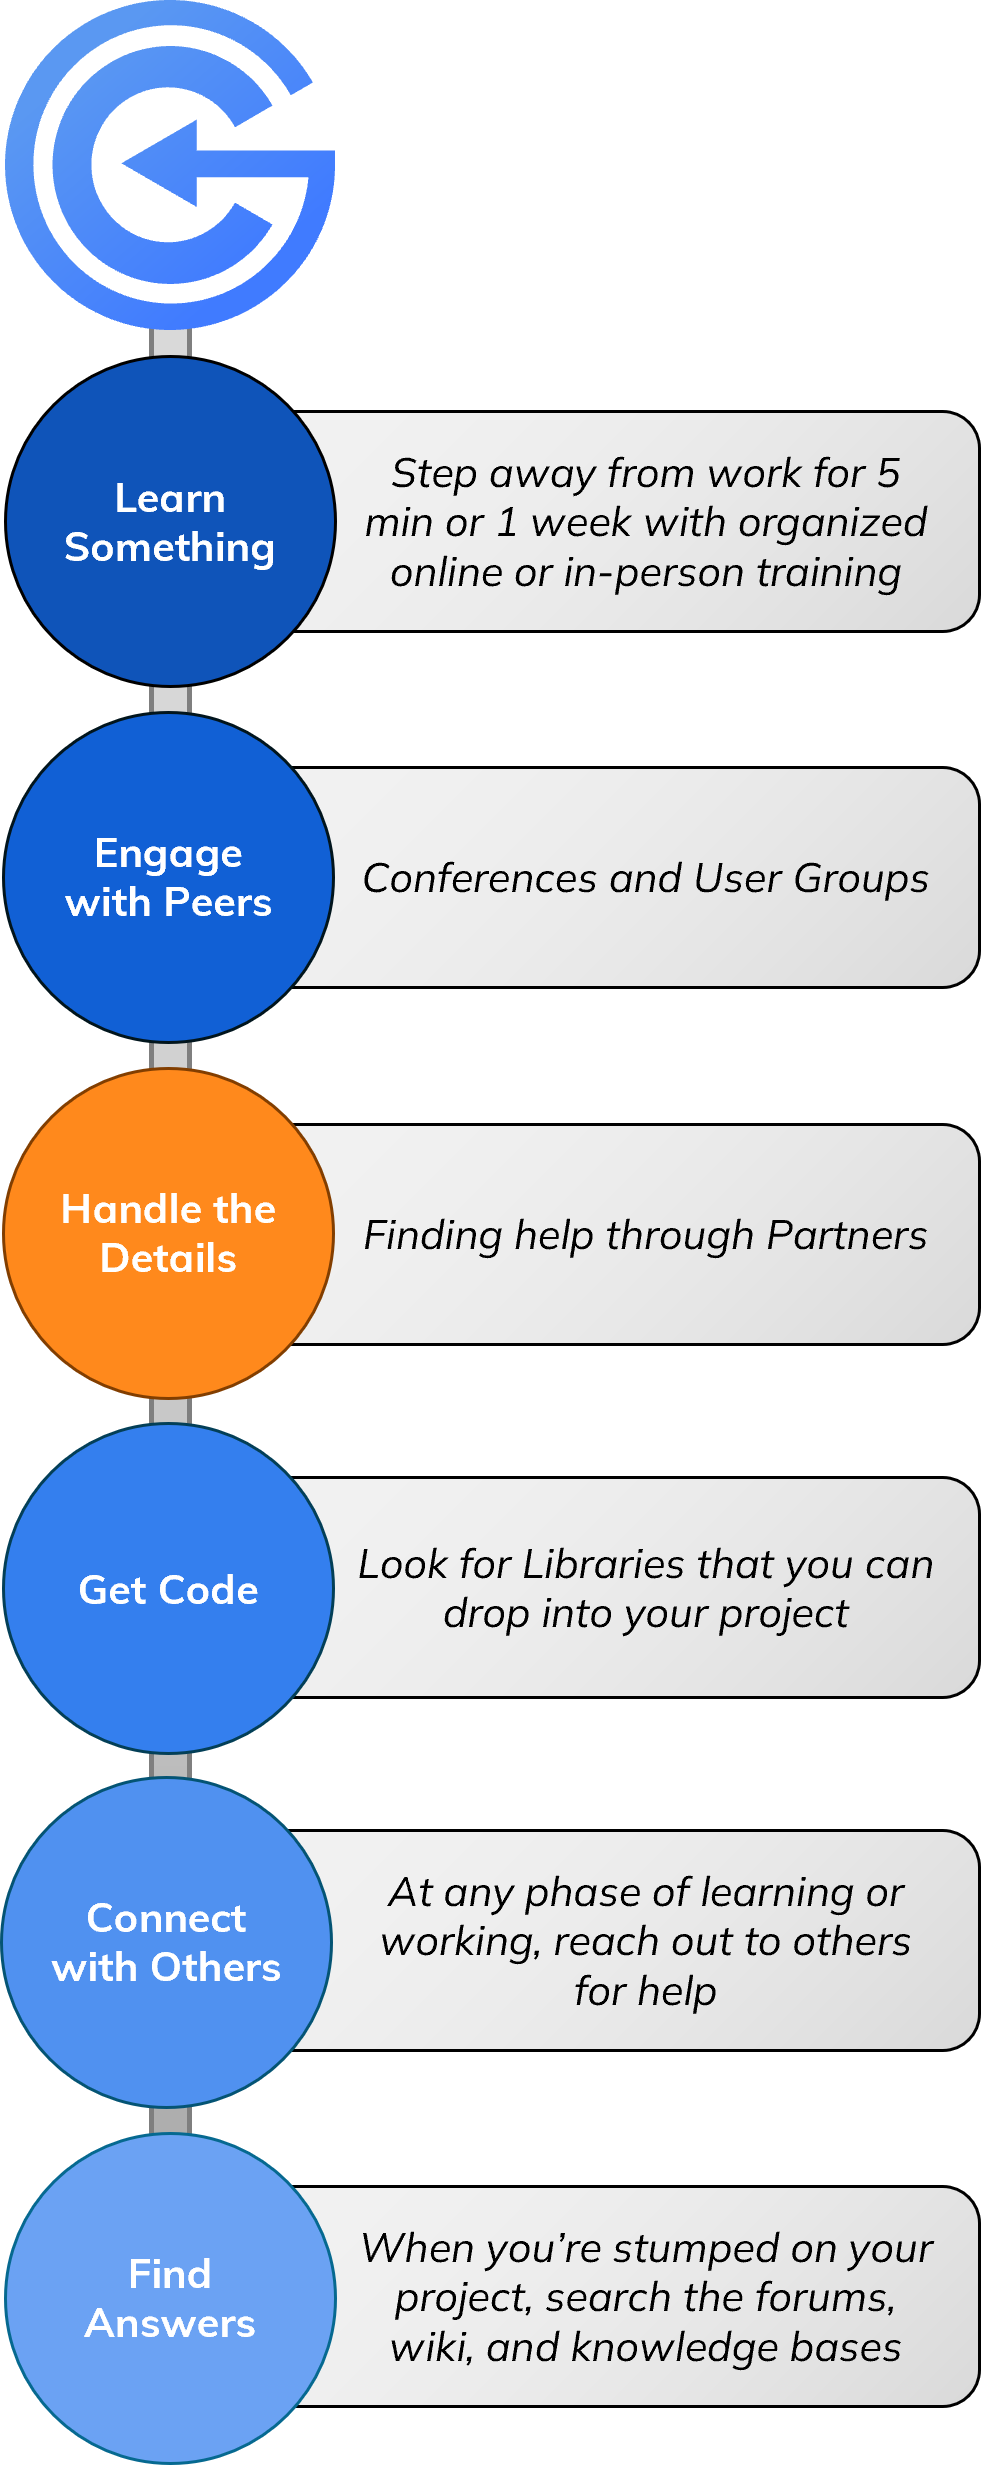 Learn
Something
Step away from work for 5
min or 1 week with organized
online or in-person training
Engage
with Peers
Conferences and User Groups
Handle the
Details
Finding help through Partners
Get Code
Look for Libraries that you can
drop into your project
Connect
with Others
At any phase of learning or
working, reach out to others
for help
Find
Answers
When you’re stumped on your
project, search the forums,
wiki, and knowledge bases